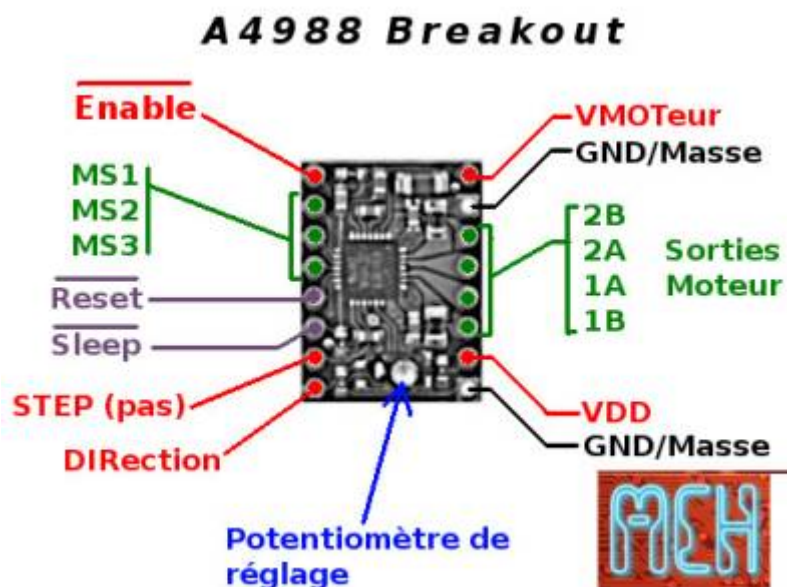 A4988 Breakout
Enable
MS1
MS2
MS3
Reset
Sleep
STEP (pas)
DIRection
VMOTeur
GND/Masse
2B
2A Sorties
1A Moteur
1B
VDD
GND/Masse
Potentiomètre de
réglage
MCH